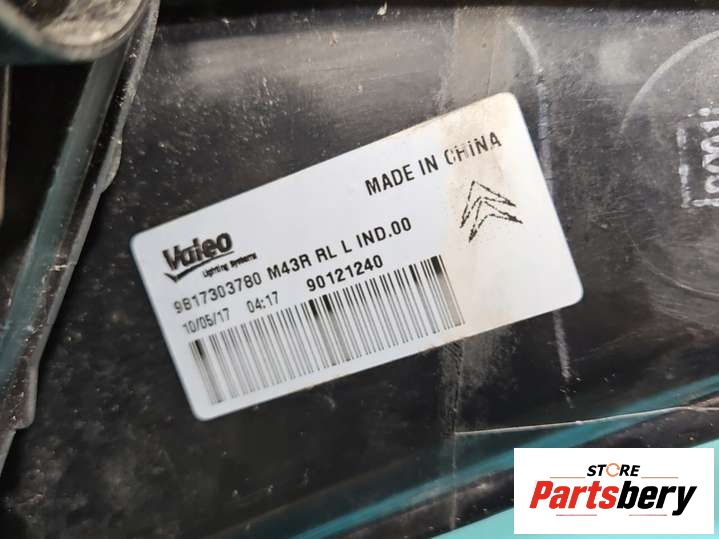 MADE IN CHINA
Valeo
Lighting Systems
9817303780 M43R RL L IND.00
10/05/17 04:17 90121240
STORE
Partsbery